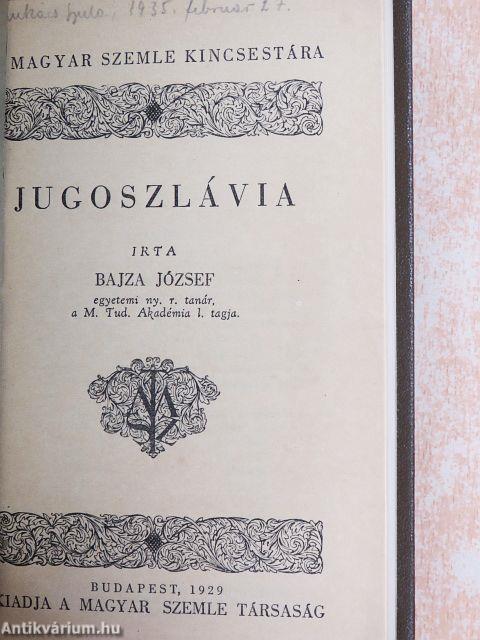 1935. február 27.
MAGYAR SZEMLE KINCSESTÁRA
JUGOSZLÁVIA
IRTA
BAJZA JÓZSEF
egyetemi ny. r. tanár,
a M. Tud. Akadémia l. tagja.
BUDAPEST, 1929
KIADJA A MAGYAR SZEMLE TÁRSASÁG
Antikvárium.hu